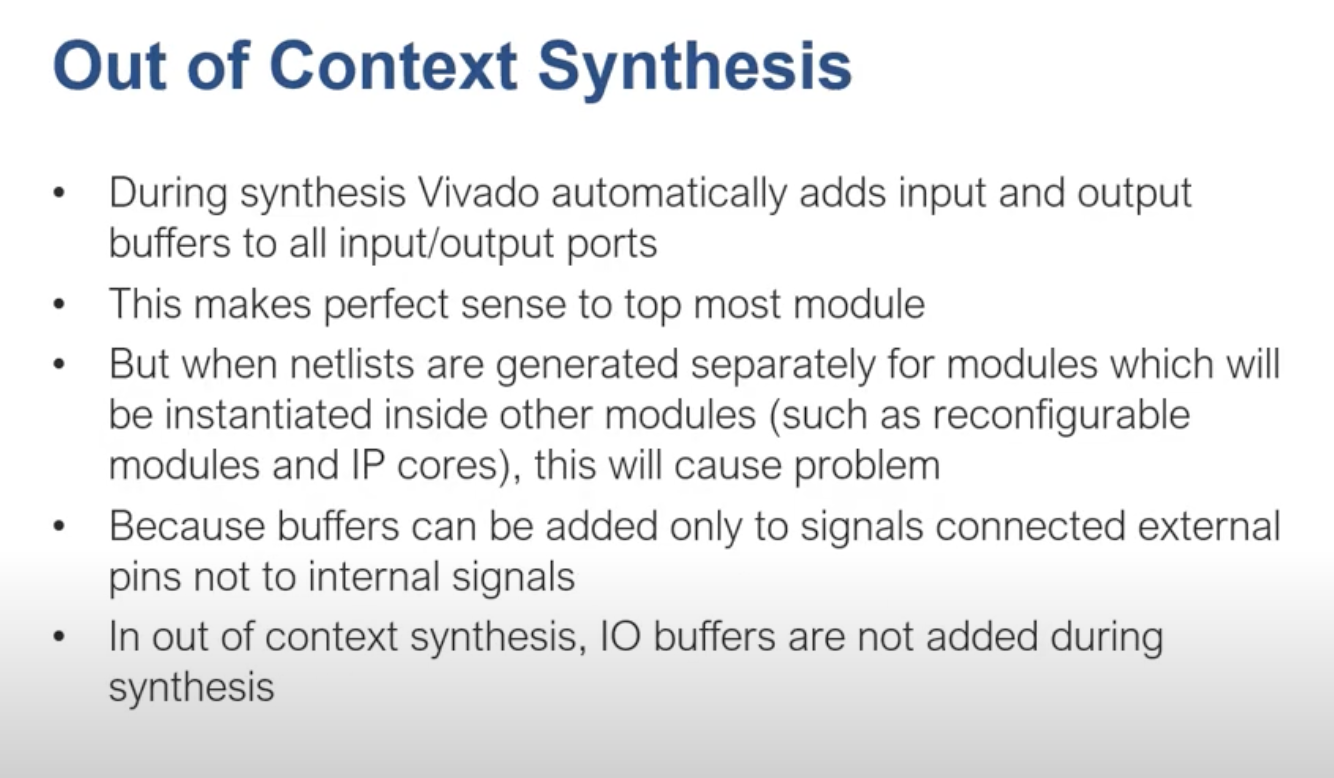 Out of Context Synthesis
• During synthesis Vivado automatically adds input and output
buffers to all input/output ports
• This makes perfect sense to top most module
• But when netlists are generated separately for modules which will
be instantiated inside other modules (such as reconfigurable
modules and IP cores), this will cause problem
• Because buffers can be added only to signals connected external
pins not to internal signals
• In out of context synthesis, IO buffers are not added during
synthesis